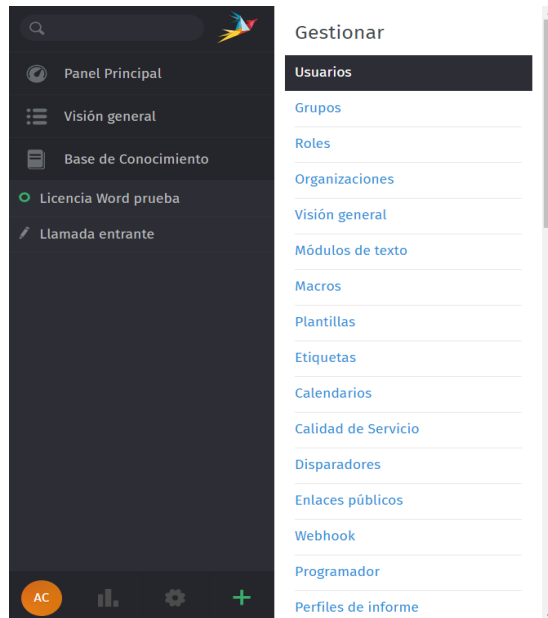 Panel Principal
Visión general
Base de Conocimiento
Licencia Word prueba
Llamada entrante
AC
Gestionar
Usuarios
Grupos
Roles
Organizaciones
Visión general
Módulos de texto
Macros
Plantillas
Etiquetas
Calendarios
Calidad de Servicio
Disparadores
Enlaces públicos
Webhook
Programador
Perfiles de informe